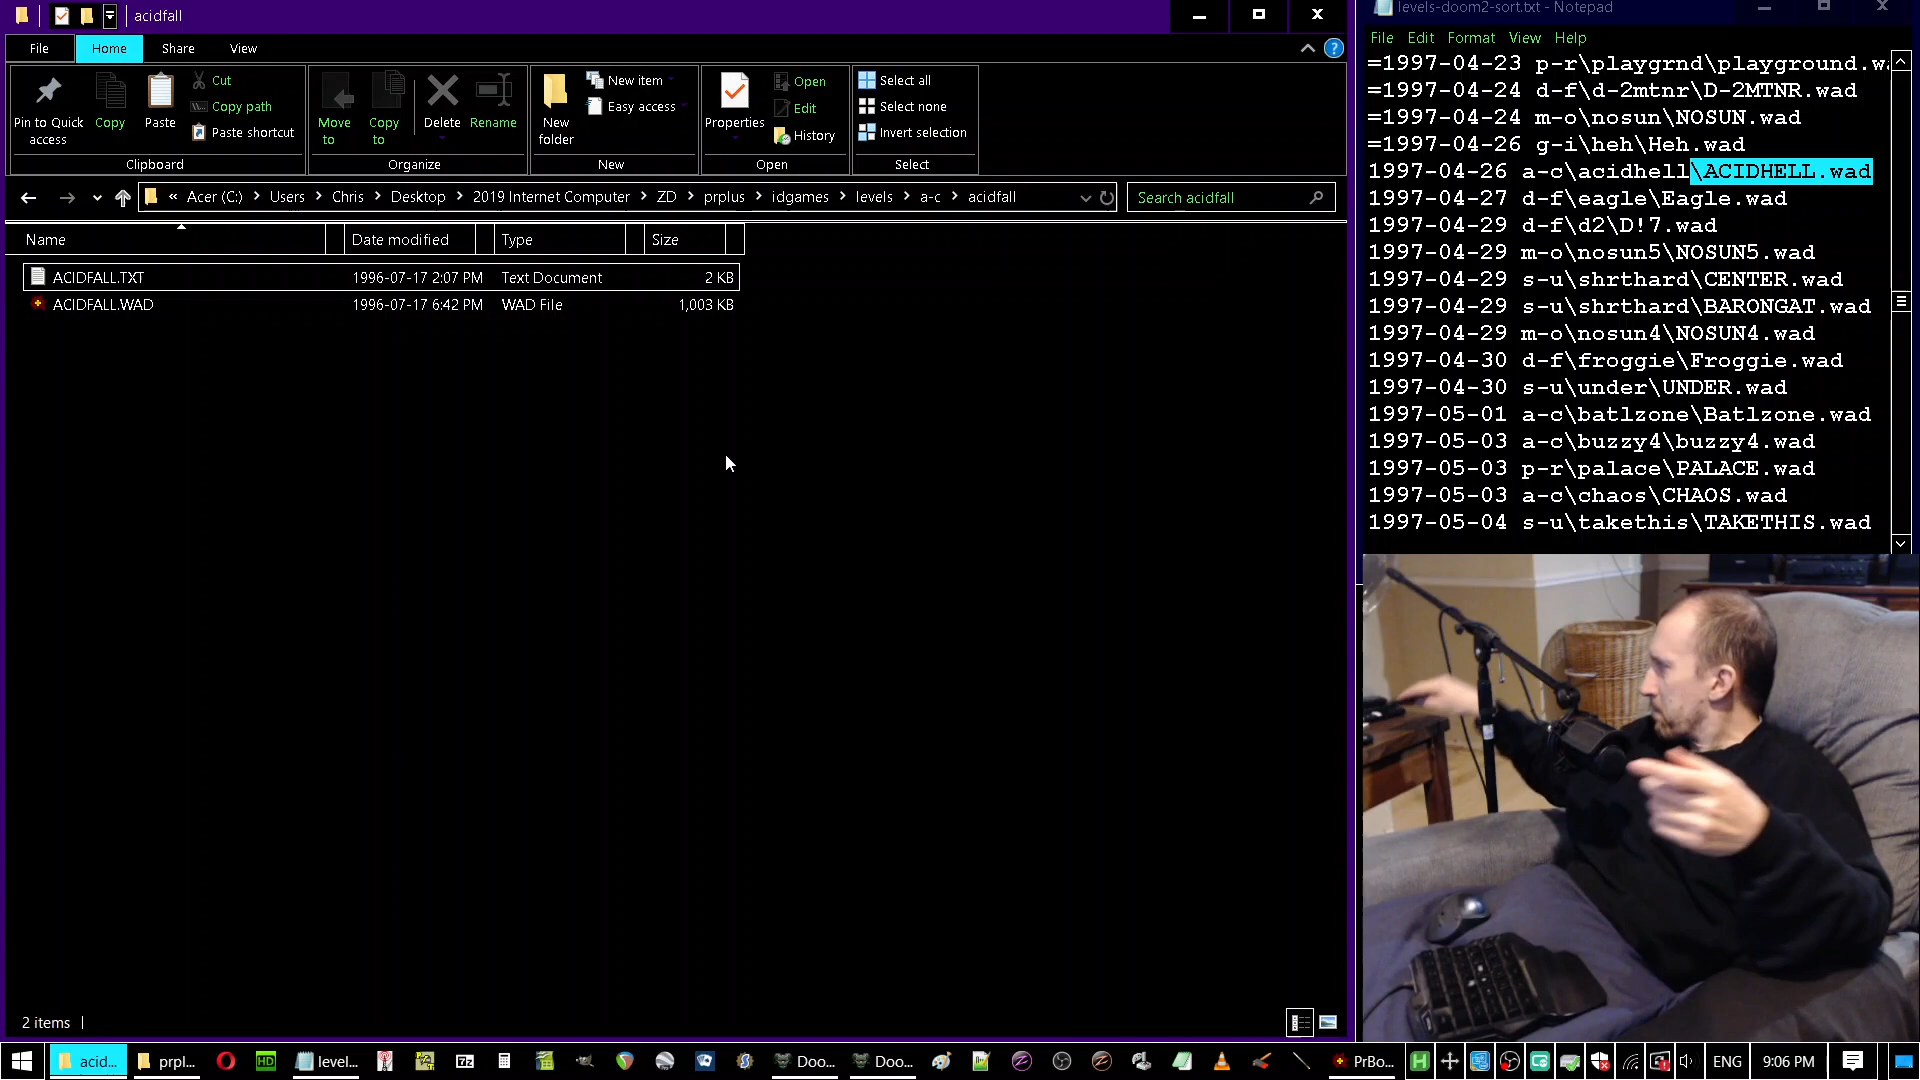 acidfall
File Home Share View
Pin to Quick access
Copy
Paste
Cut
Copy path
Paste shortcut
Clipboard
Move to
Copy to
Delete
Rename
Organize
New folder
New item
Easy access
New
Properties
Open
Edit
History
Open
Select all
Select none
Invert selection
Select
« Acer (C:) > Users > Chris > Desktop > 2019 Internet Computer > ZD > prplus > idgames > levels > a-c > acidfall
Search acidfall
Name Date modified Type Size
ACIDFALL.TXT 1996-07-17 2:07 PM Text Document 2 KB
ACIDFALL.WAD 1996-07-17 6:42 PM WAD File 1,003 KB
2 items
levels-doom2-sort.txt - Notepad
File Edit Format View Help
=1997-04-23 p-r\playgrnd\playground.wa
=1997-04-24 d-f\d-2mtnr\D-2MTNR.wad
=1997-04-24 m-o\nosun\NOSUN.wad
=1997-04-26 g-i\heh\Heh.wad
1997-04-26 a-c\acidhell\ACIDHELL.wad
1997-04-27 d-f\eagle\Eagle.wad
1997-04-29 d-f\d2\D!7.wad
1997-04-29 m-o\nosun5\NOSUN5.wad
1997-04-29 s-u\shrthard\CENTER.wad
1997-04-29 s-u\shrthard\BARONGAT.wad
1997-04-29 m-o\nosun4\NOSUN4.wad
1997-04-30 d-f\froggie\Froggie.wad
1997-04-30 s-u\under\UNDER.wad
1997-05-01 a-c\batlzone\Batlzone.wad
1997-05-03 a-c\buzzy4\buzzy4.wad
1997-05-03 p-r\palace\PALACE.wad
1997-05-03 a-c\chaos\CHAOS.wad
1997-05-04 s-u\takethis\TAKETHIS.wad
acid... prpl... HD level... 7z Doo... Doo... PrBo... ENG 9:06 PM